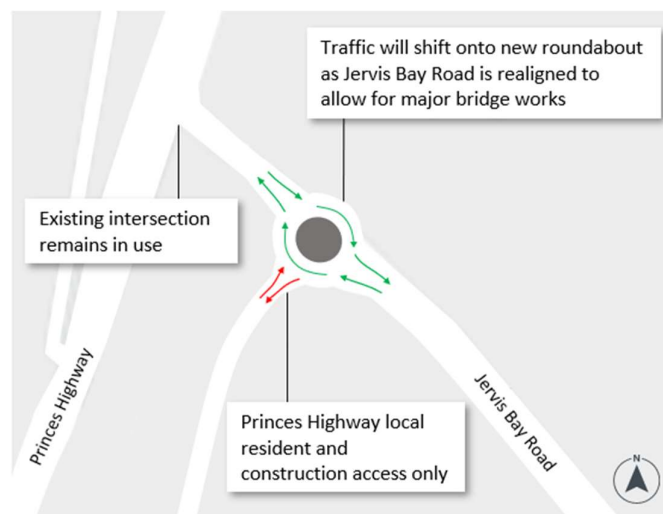 Traffic will shift onto new roundabout
as Jervis Bay Road is realigned to
allow for major bridge works
Existing intersection
remains in use
Princes Highway
Princes Highway local
resident and
construction access only
Jervis Bay Road
N